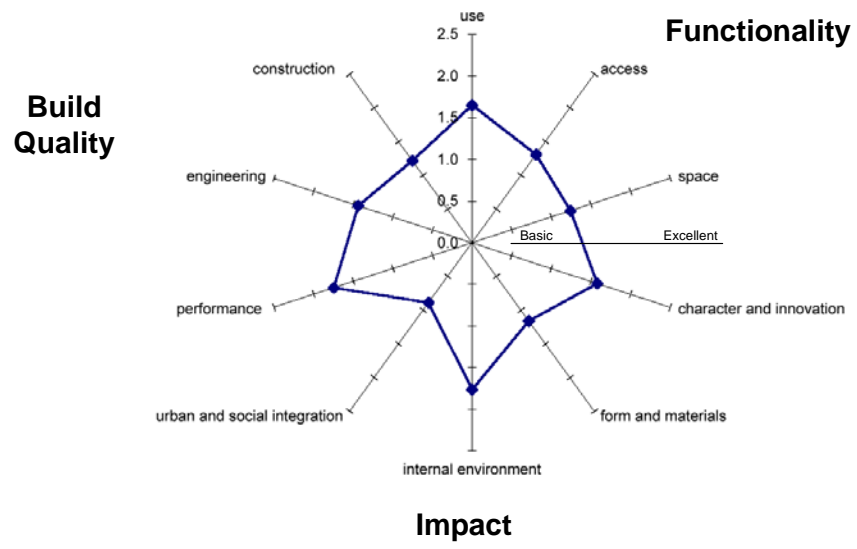 use
Functionality
2.5
construction
access
2.0
Build
Quality
1.5
engineering
1.0
space
0.5
Basic
Excellent
0.0
performance
character and innovation
urban and social integration
form and materials
internal environment
Impact